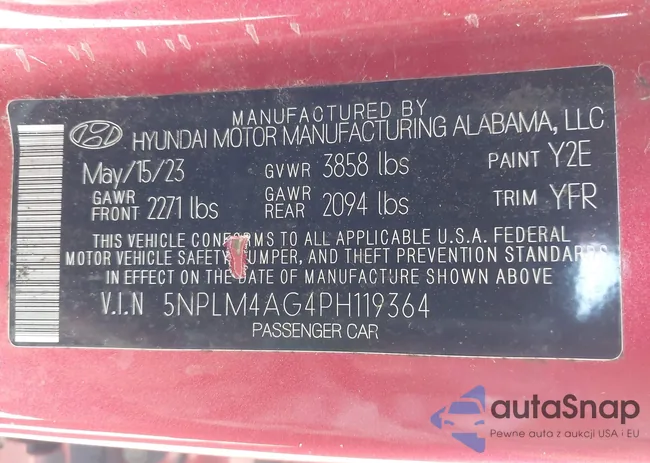 MANUFACTURED BY
HYUNDAI MOTOR MANUFACTURING ALABAMA, LLC
May/15/23 GVWR 3858 lbs PAINT Y2E
GAWR FRONT 2271 lbs GAWR REAR 2094 lbs TRIM YFR
THIS VEHICLE CONFORMS TO ALL APPLICABLE U.S.A. FEDERAL
MOTOR VEHICLE SAFETY, BUMPER, AND THEFT PREVENTION STANDARDS
IN EFFECT ON THE DATE OF MANUFACTURE SHOWN ABOVE
V.I.N 5NPLM4AG4PH119364
PASSENGER CAR
autoSnap
Pewne auta z aukcji USA i EU